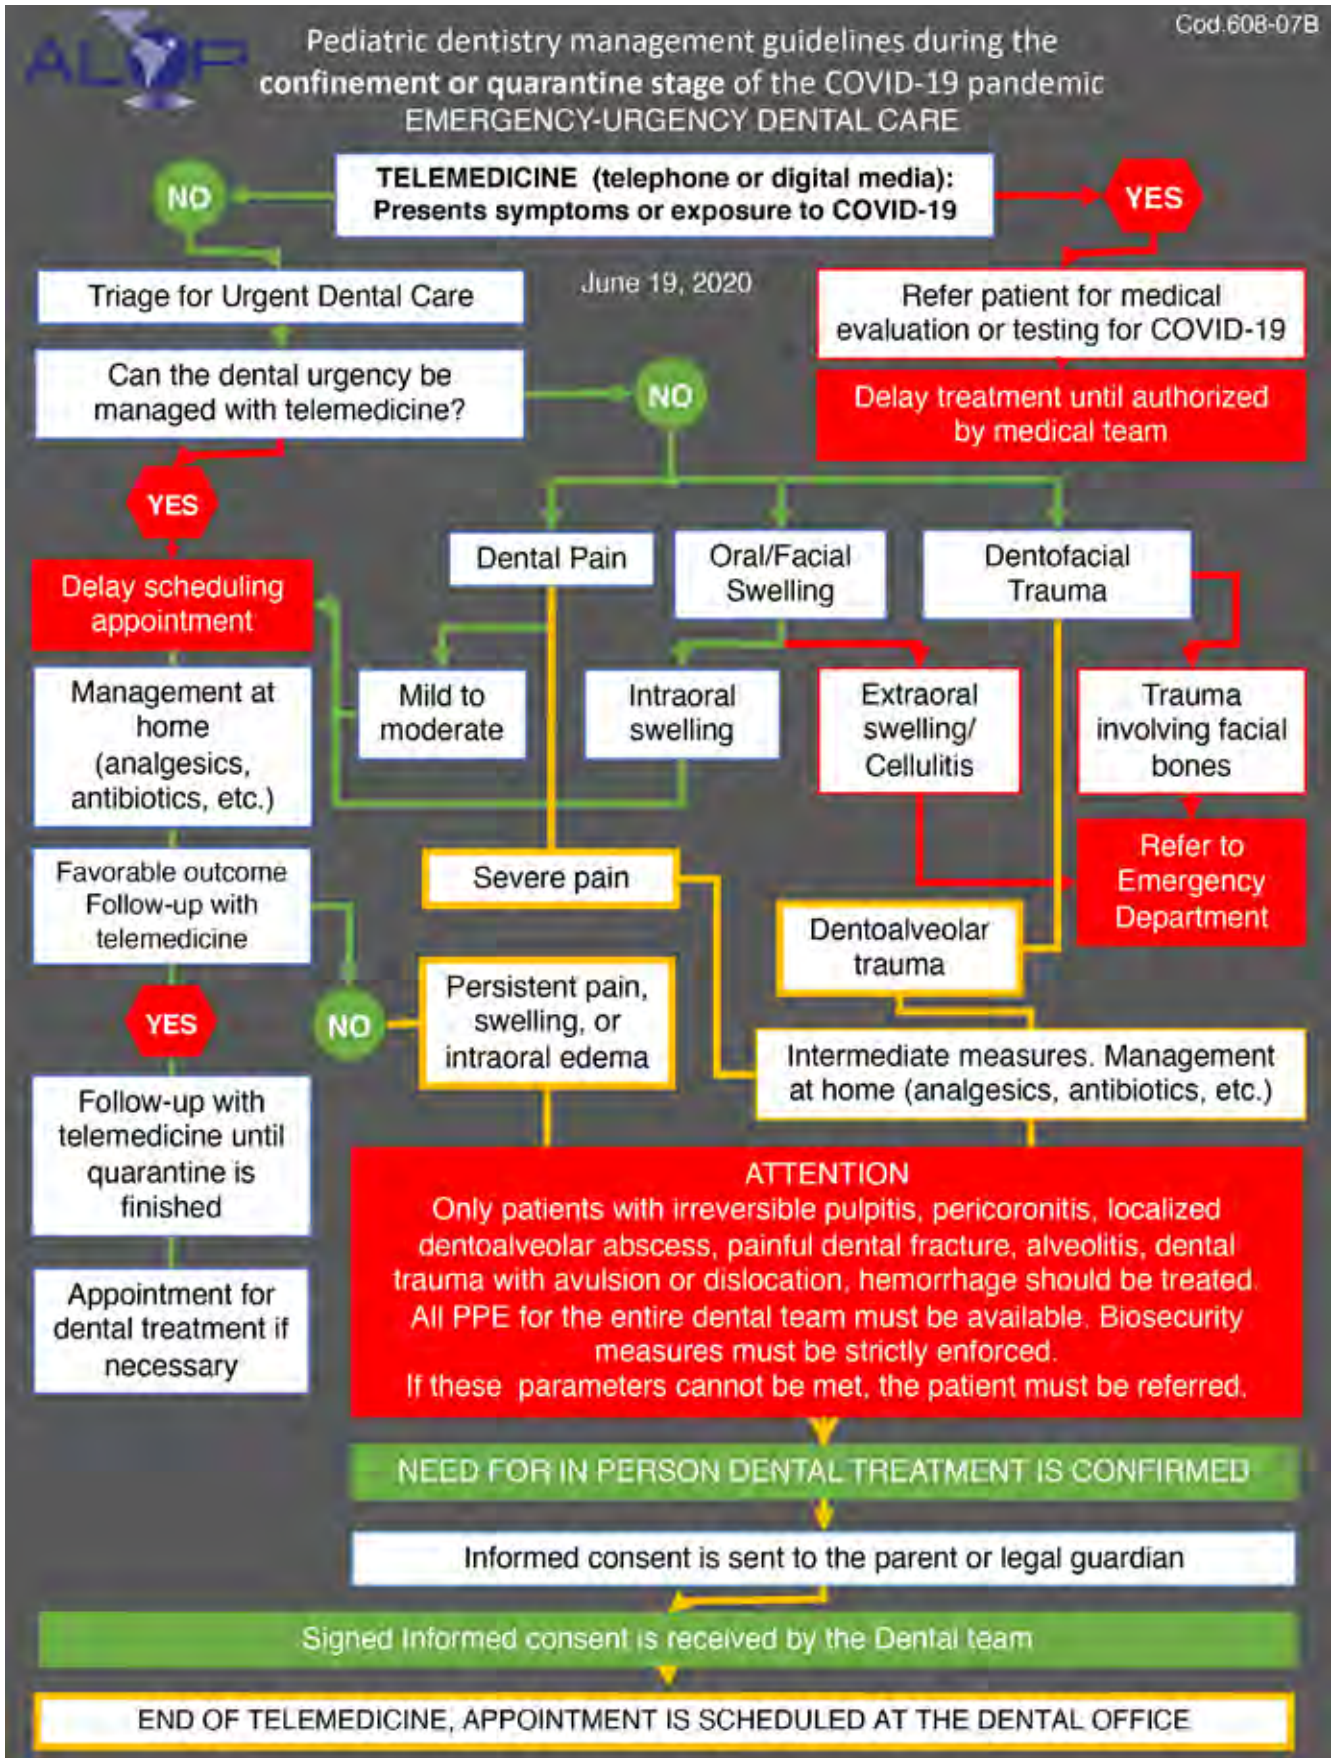 ALOP
Cod.608-07B
Pediatric dentistry management guidelines during the
confinement or quarantine stage of the COVID-19 pandemic
EMERGENCY-URGENCY DENTAL CARE
NO
TELEMEDICINE (telephone or digital media):
Presents symptoms or exposure to COVID-19
YES
Triage for Urgent Dental Care
June 19, 2020
Refer patient for medical
evaluation or testing for COVID-19
Can the dental urgency be
managed with telemedicine?
NO
Delay treatment until authorized
by medical team
YES
Dental Pain
Oral/Facial
Swelling
Dentofacial
Trauma
Delay scheduling
appointment
Management at
home
(analgesics,
antibiotics, etc.)
Mild to
moderate
Intraoral
swelling
Extraoral
swelling/
Cellulitis
Trauma
involving facial
bones
Favorable outcome
Follow-up with
telemedicine
Severe pain
Refer to
Emergency
Department
Dentoalveolar
trauma
YES
NO
Persistent pain,
swelling, or
intraoral edema
Intermediate measures. Management
at home (analgesics, antibiotics, etc.)
Follow-up with
telemedicine until
quarantine is
finished
Appointment for
dental treatment if
necessary
ATTENTION
Only patients with irreversible pulpitis, pericoronitis, localized
dentoalveolar abscess, painful dental fracture, alveolitis, dental
trauma with avulsion or dislocation, hemorrhage should be treated.
All PPE for the entire dental team must be available. Biosecurity
measures must be strictly enforced.
If these parameters cannot be met, the patient must be referred.
NEED FOR IN PERSON DENTAL TREATMENT IS CONFIRMED
Informed consent is sent to the parent or legal guardian
Signed Informed consent is received by the Dental team
END OF TELEMEDICINE, APPOINTMENT IS SCHEDULED AT THE DENTAL OFFICE